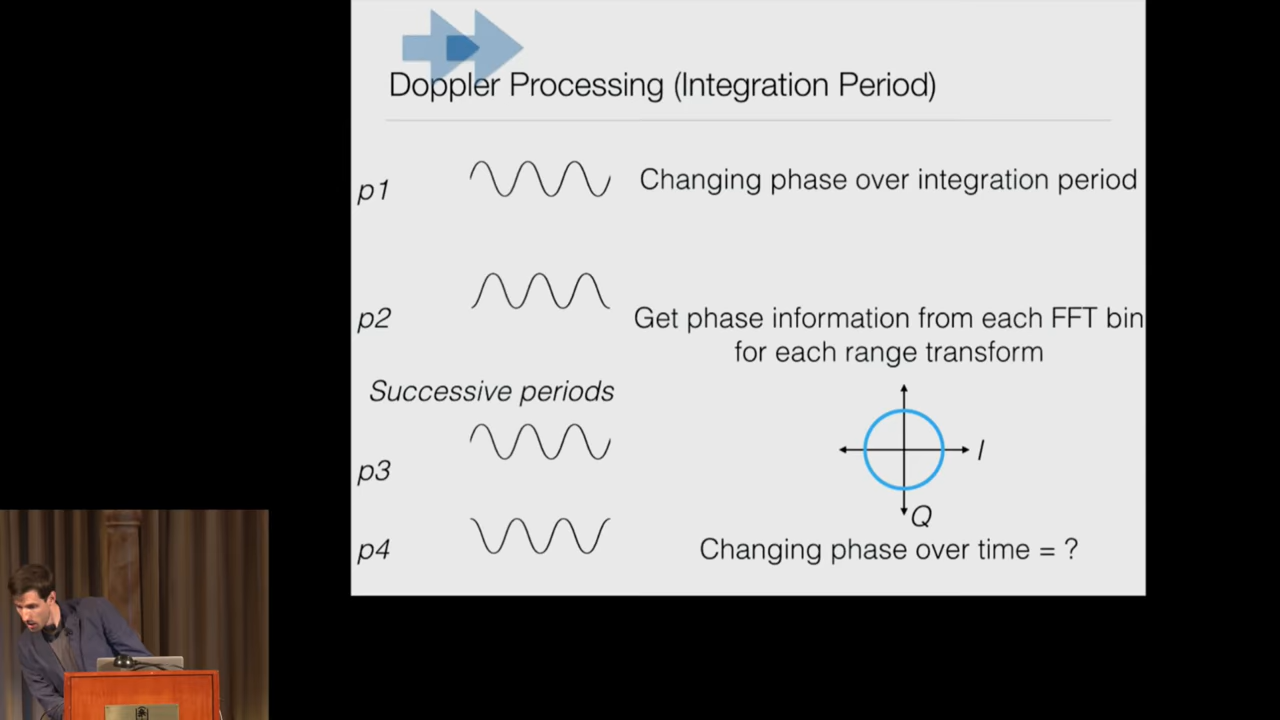 Doppler Processing (Integration Period)
p1
Changing phase over integration period
p2
Get phase information from each FFT bin
for each range transform
Successive periods
p3
I
Q
p4
Changing phase over time = ?